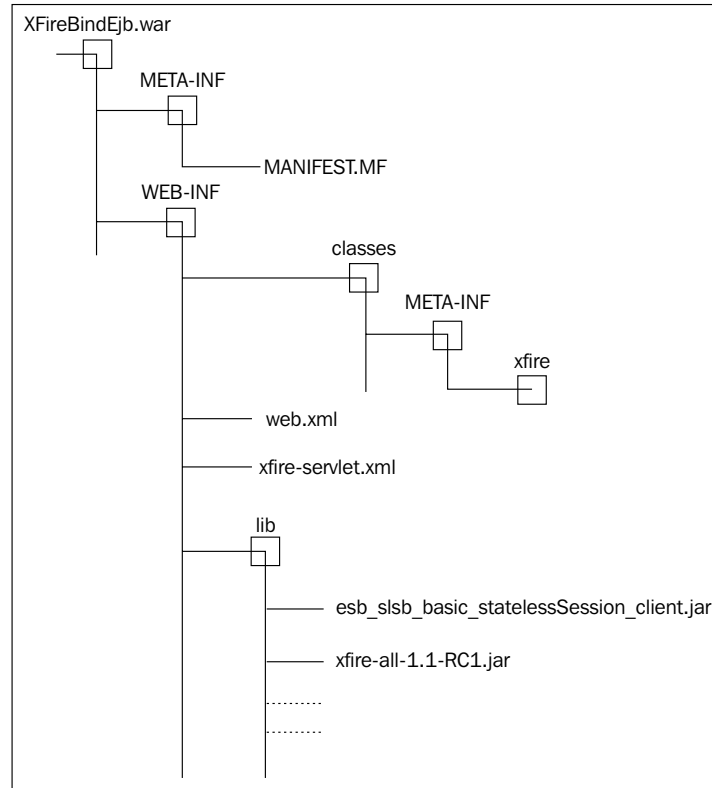 XFireBindEjb.war
META-INF
MANIFEST.MF
WEB-INF
classes
META-INF
xfire
web.xml
xfire-servlet.xml
lib
esb_slsb_basic_statelessSession_client.jar
xfire-all-1.1-RC1.jar